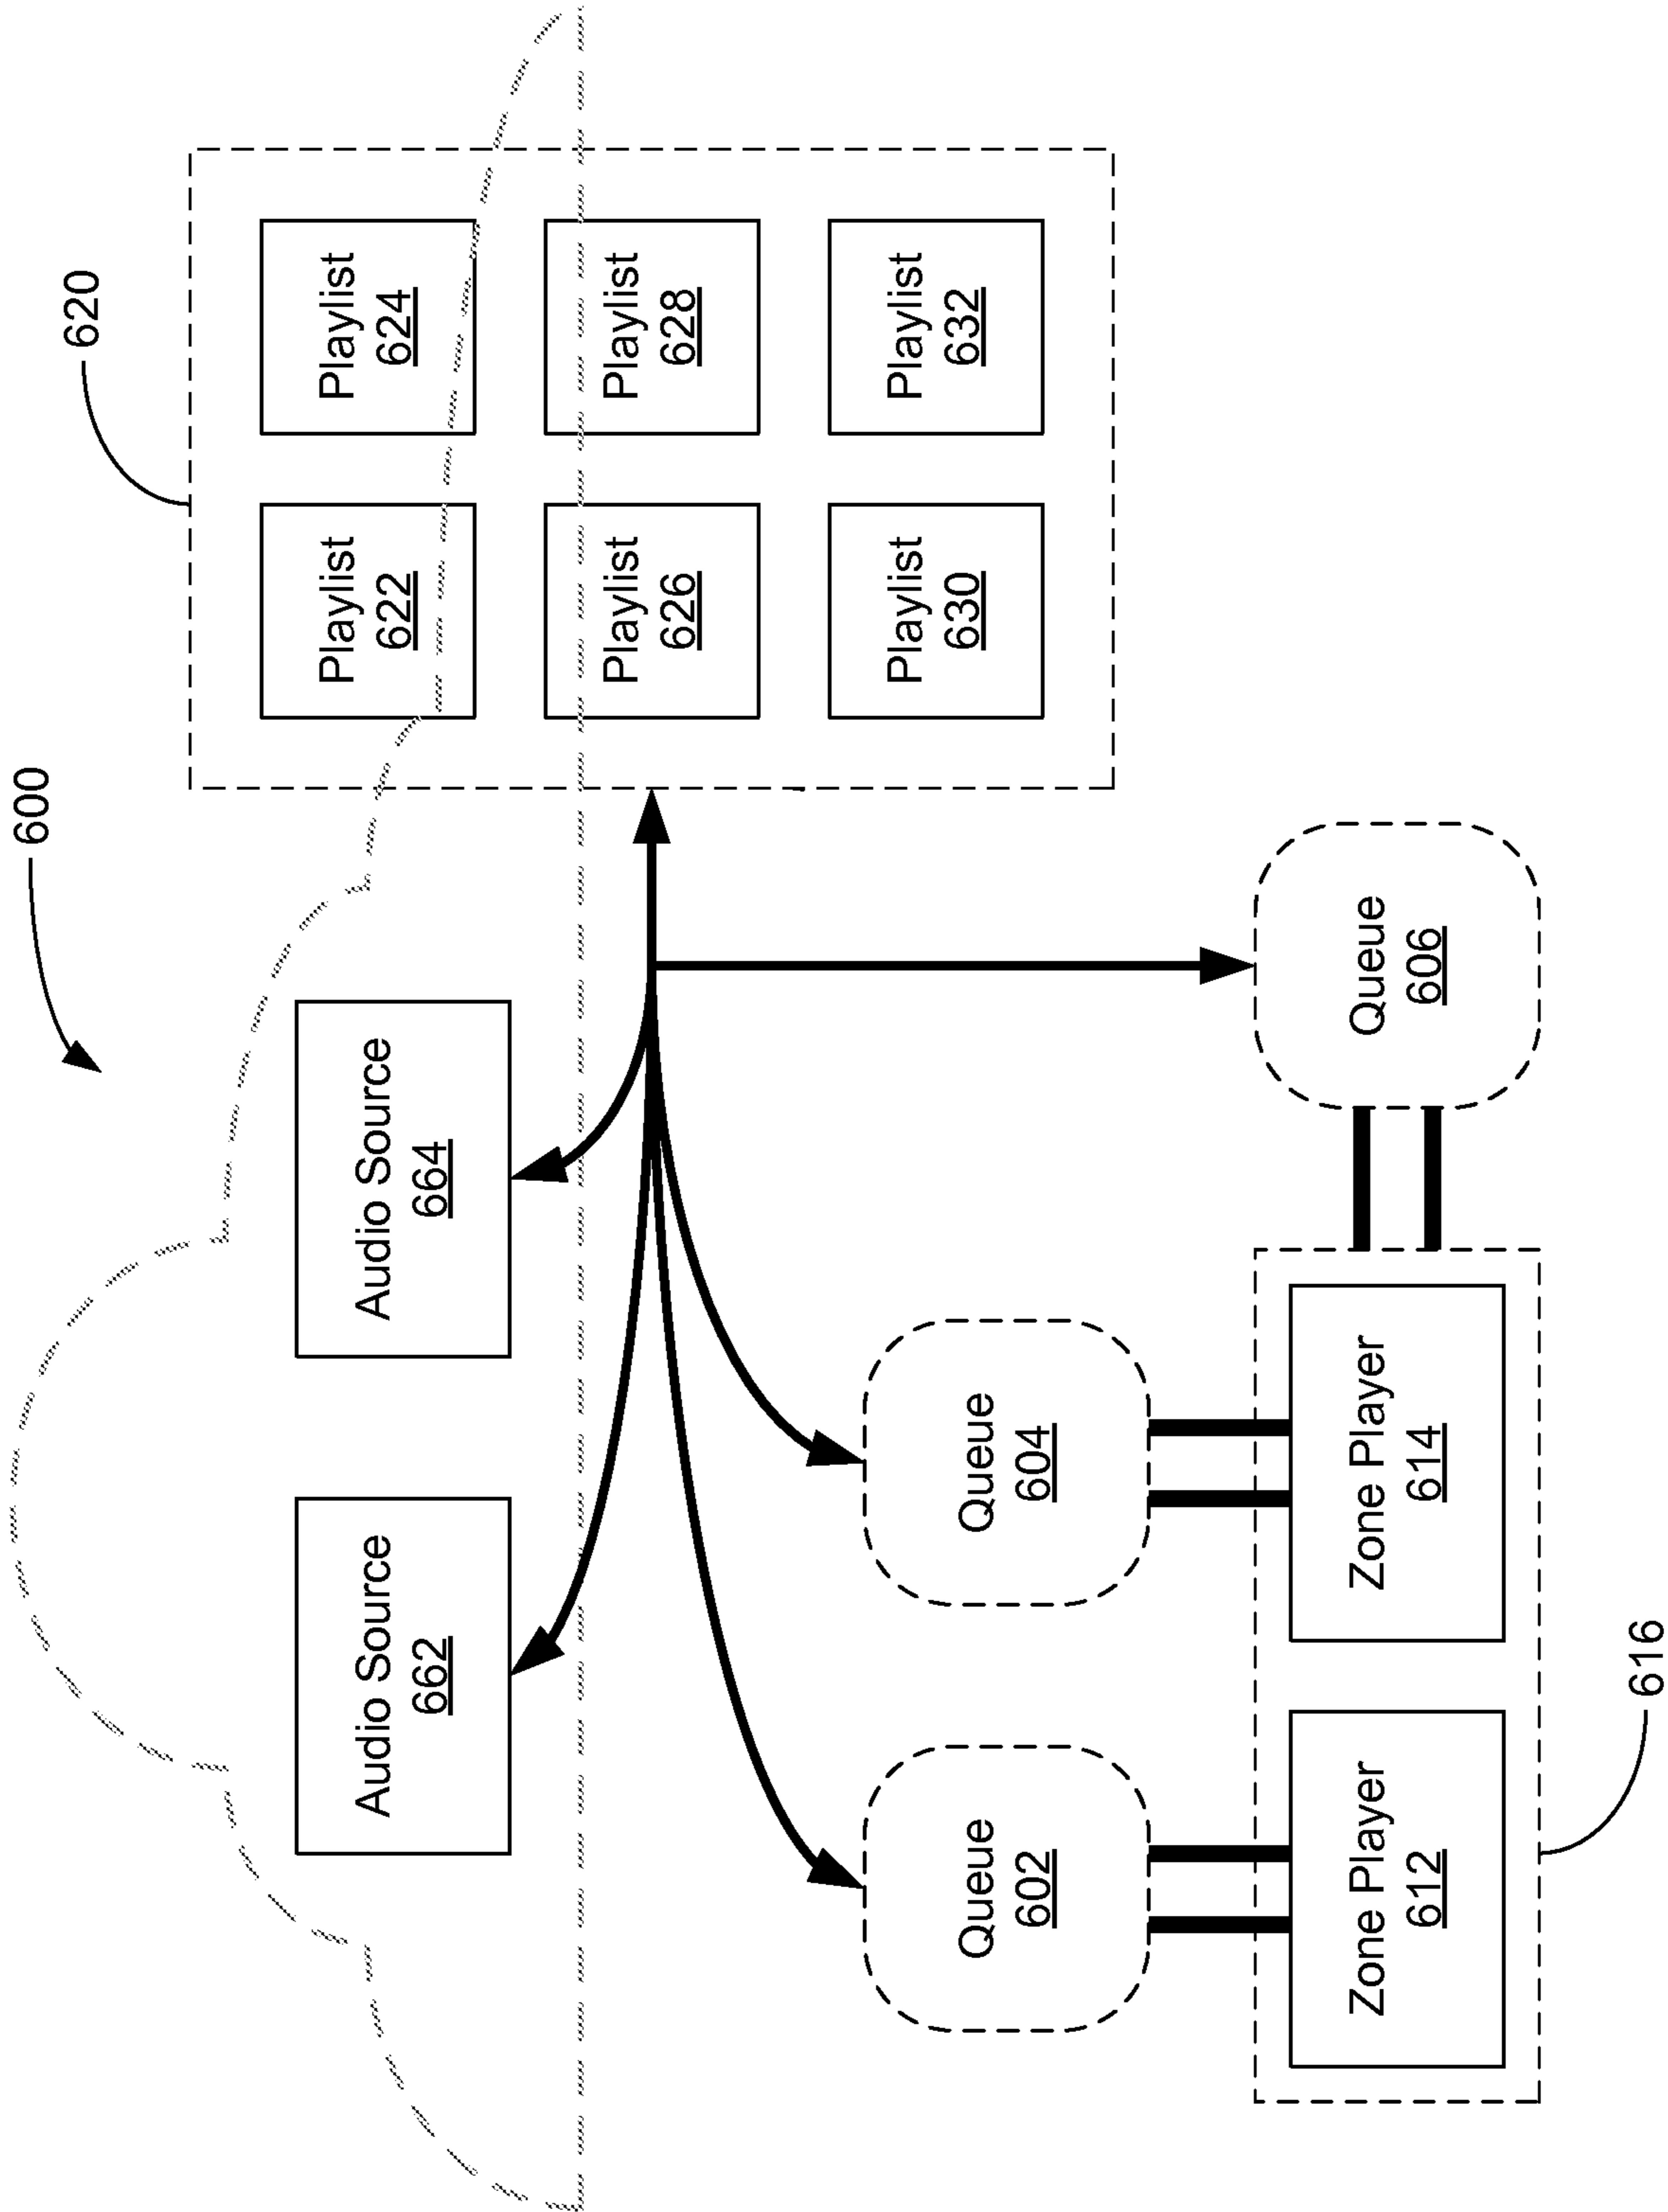 600
620
Audio Source
662
Audio Source
664
Playlist
622
Playlist
624
Playlist
626
Playlist
628
Playlist
630
Playlist
632
Queue
602
Queue
604
Zone Player
612
Zone Player
614
Queue
606
616